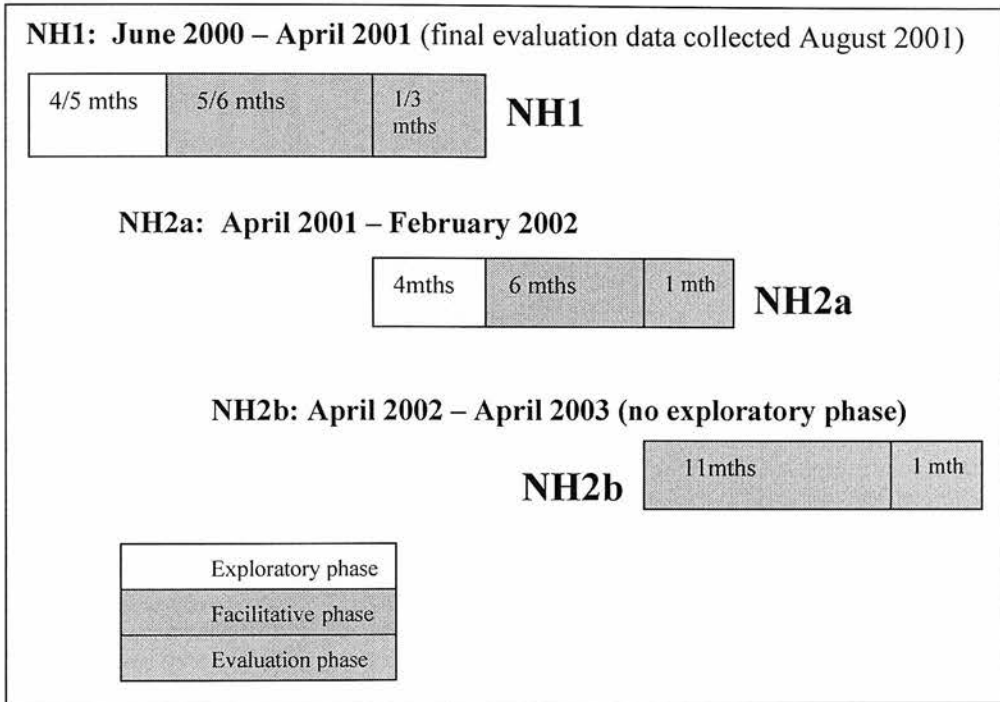 NH1: June 2000 – April 2001 (final evaluation data collected August 2001)
4/5 mths
5/6 mths
1/3
mths
NH1
NH2a: April 2001 – February 2002
4mths
6 mths
1 mth
NH2a
NH2b: April 2002 – April 2003 (no exploratory phase)
11mths
1 mth
NH2b
Exploratory phase
Facilitative phase
Evaluation phase